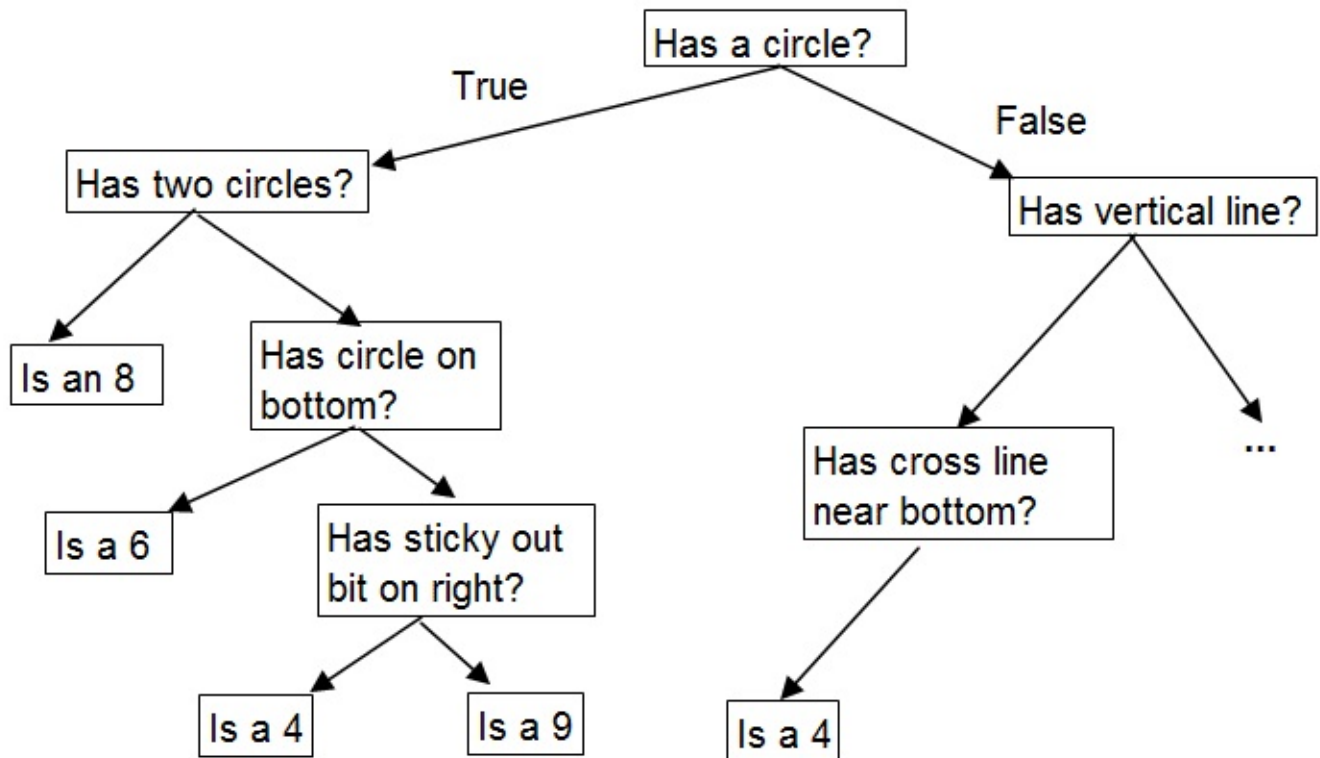 Has a circle?
True
False
Has two circles?
Has vertical line?
Is an 8
Has circle on
bottom?
Has cross line
near bottom?
...
Is a 6
Has sticky out
bit on right?
Is a 4
Is a 9
Is a 4